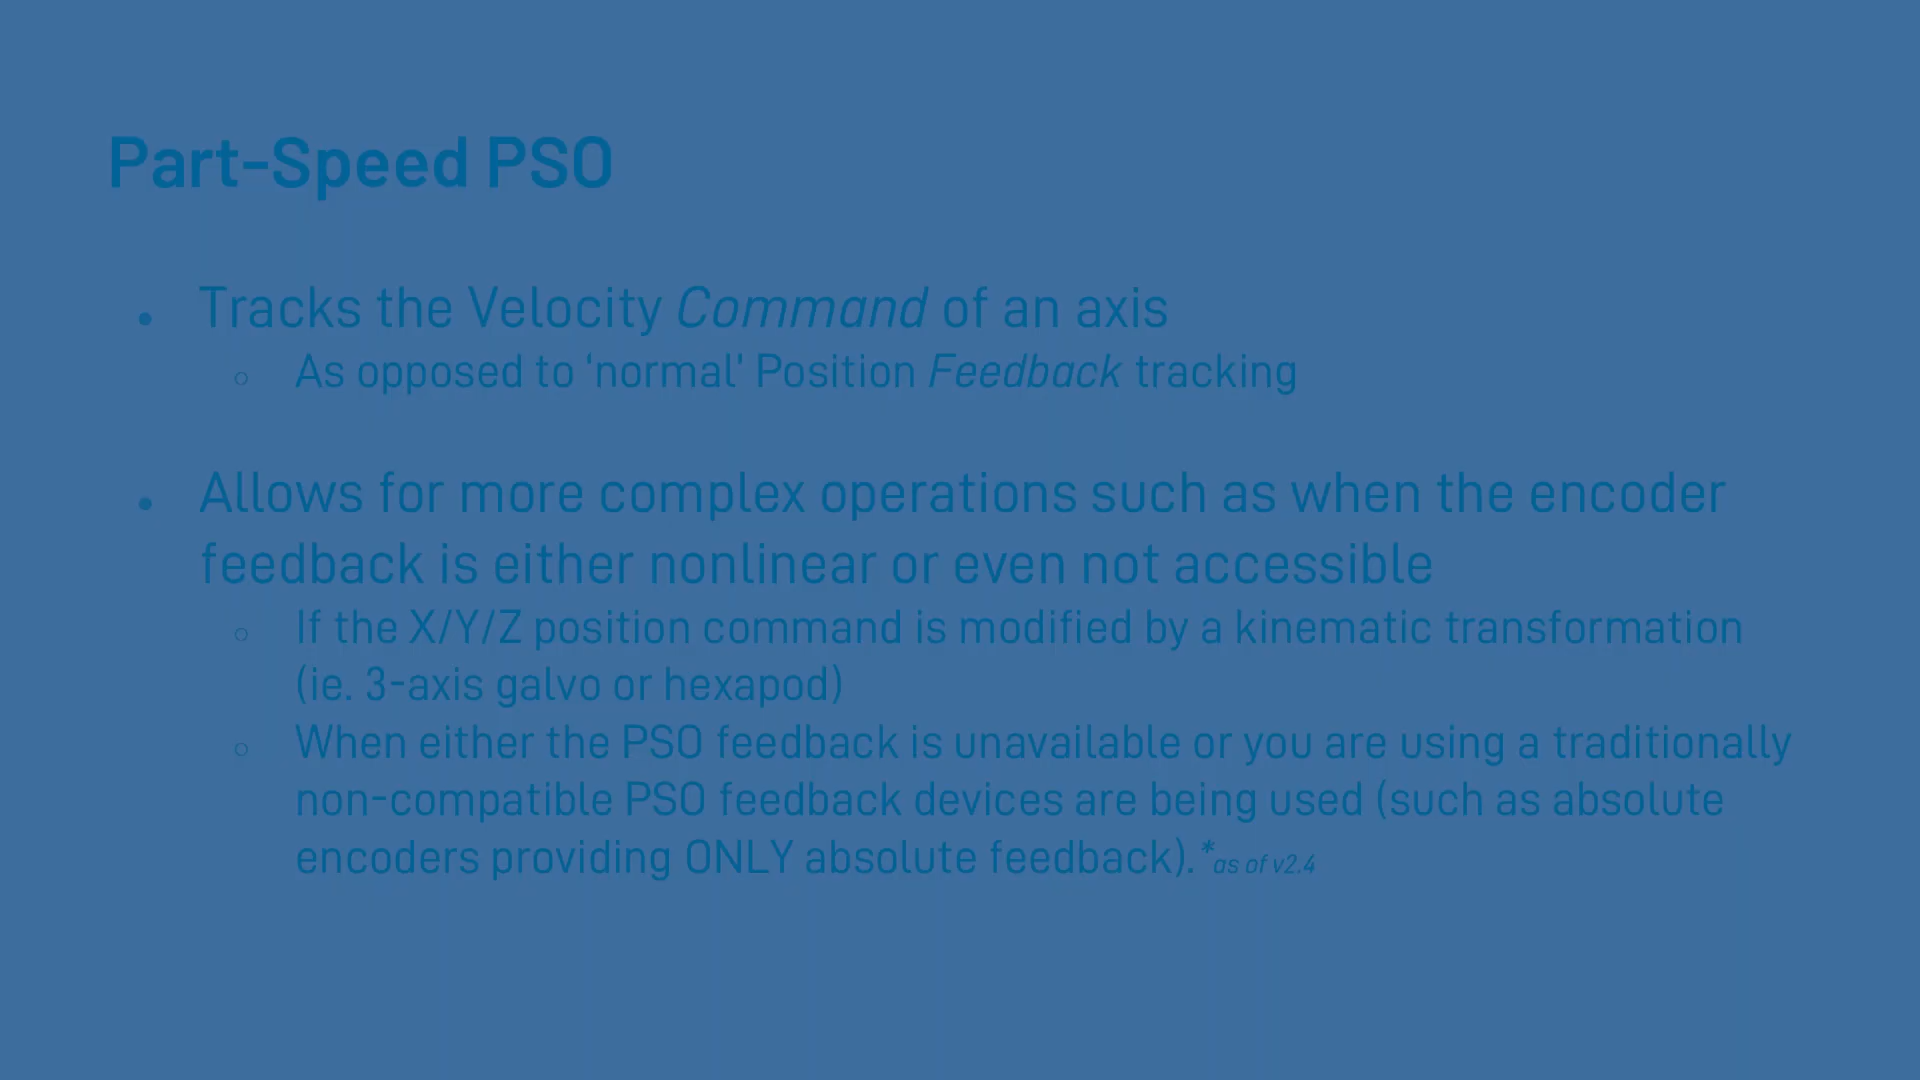 Part-Speed PSO
• Tracks the Velocity Command of an axis
○ As opposed to ‘normal' Position Feedback tracking
• Allows for more complex operations such as when the encoder
feedback is either nonlinear or even not accessible
○ If the X/Y/Z position command is modified by a kinematic transformation
(ie. 3-axis galvo or hexapod)
○ When either the PSO feedback is unavailable or you are using a traditionally
non-compatible PSO feedback devices are being used (such as absolute
encoders providing ONLY absolute feedback).*as of v2.4